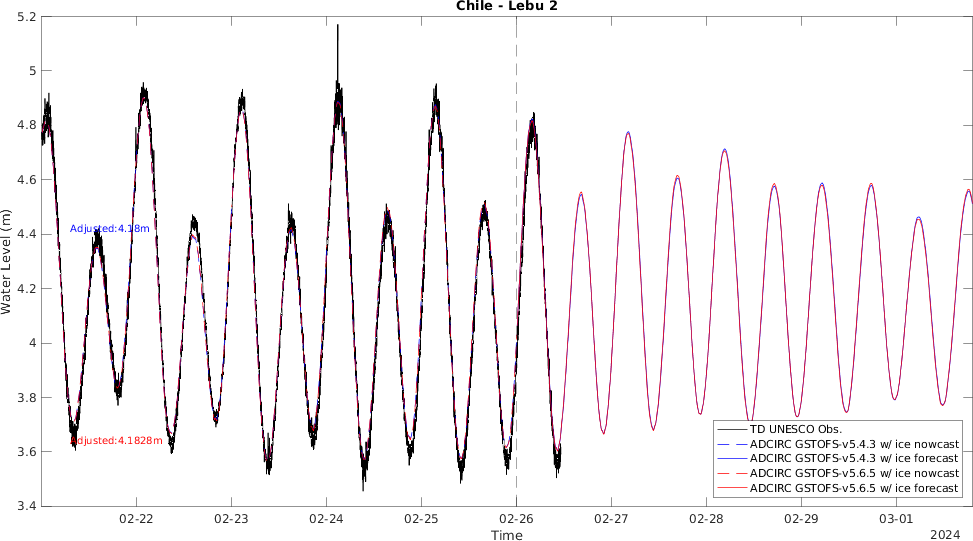 Chile - Lebu 2
5.2
5
4.8
4.6
4.4
4.2
4
3.8
3.6
3.4
Water Level (m)
Adjusted:4.18m
Adjusted:4.1828m
TD UNESCO Obs.
ADCIRC GSTOFS-v5.4.3 w/ ice nowcast
ADCIRC GSTOFS-v5.4.3 w/ ice forecast
ADCIRC GSTOFS-v5.6.5 w/ ice nowcast
ADCIRC GSTOFS-v5.6.5 w/ ice forecast
02-22 02-23 02-24 02-25 02-26 02-27 02-28 02-29 03-01
Time
2024